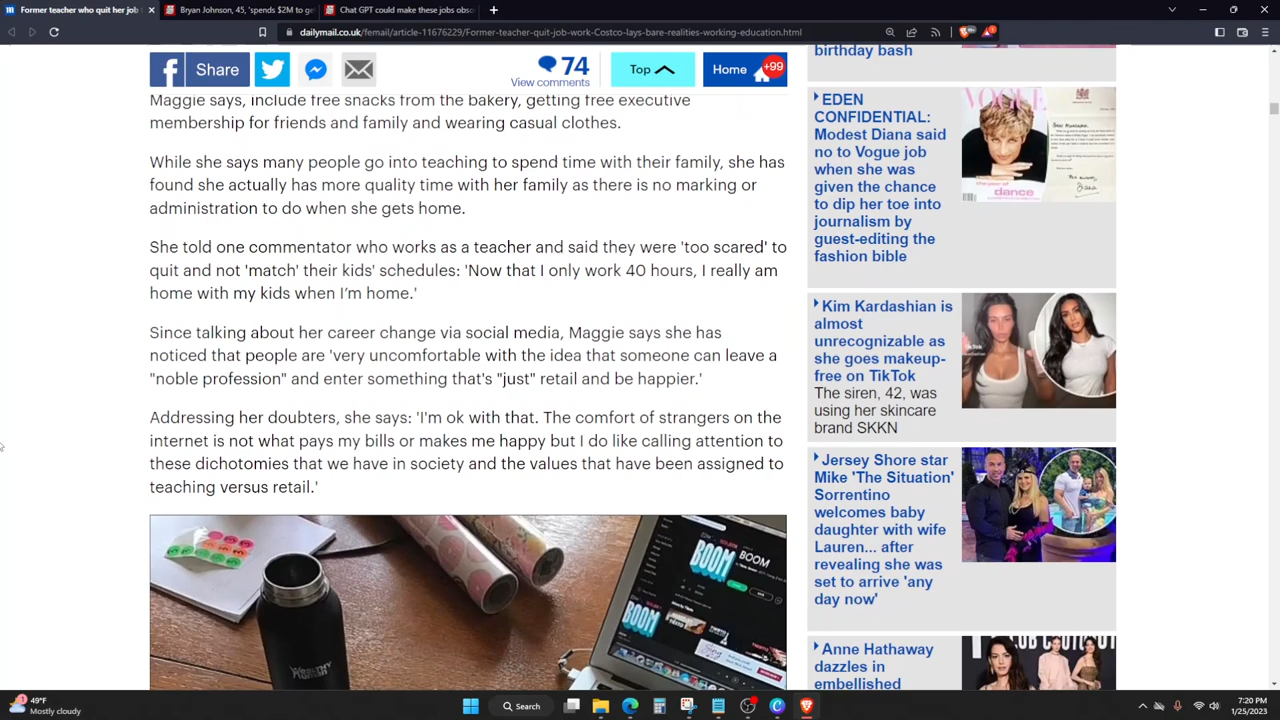 Former teacher who quit her job t
Bryan Johnson, 45, 'spends $2M to ge
Chat GPT could make these jobs obso
dailymail.co.uk/femail/article-11676229/Former-teacher-quit-job-work-Costco-lays-bare-realities-working-education.html
Share
74
View comments
Top
Home
+99
Maggie says, include free snacks from the bakery, getting free executive
membership for friends and family and wearing casual clothes.
While she says many people go into teaching to spend time with their family, she has
found she actually has more quality time with her family as there is no marking or
administration to do when she gets home.
She told one commentator who works as a teacher and said they were 'too scared' to
quit and not 'match' their kids' schedules: 'Now that I only work 40 hours, I really am
home with my kids when I'm home.'
Since talking about her career change via social media, Maggie says she has
noticed that people are 'very uncomfortable with the idea that someone can leave a
"noble profession" and enter something that's "just" retail and be happier.'
Addressing her doubters, she says: 'I'm ok with that. The comfort of strangers on the
internet is not what pays my bills or makes me happy but I do like calling attention to
these dichotomies that we have in society and the values that have been assigned to
teaching versus retail.'
BOOM
BOOM
BOOM
WEALTHY
Human
birthday bash
EDEN
CONFIDENTIAL:
Modest Diana said
no to Vogue job
when she was
given the chance
to dip her toe into
journalism by
guest-editing the
fashion bible
VOGUE
the year of
dance
Kim Kardashian is
almost
unrecognizable as
she goes makeup-
free on TikTok
The siren, 42, was
using her skincare
brand SKKN
TikTok
Jersey Shore star
Mike 'The Situation'
Sorrentino
welcomes baby
daughter with wife
Lauren... after
revealing she was
set to arrive 'any
day now'
Anne Hathaway
dazzles in
embellished
49°F
Mostly cloudy
Search
7:20 PM
1/25/2023